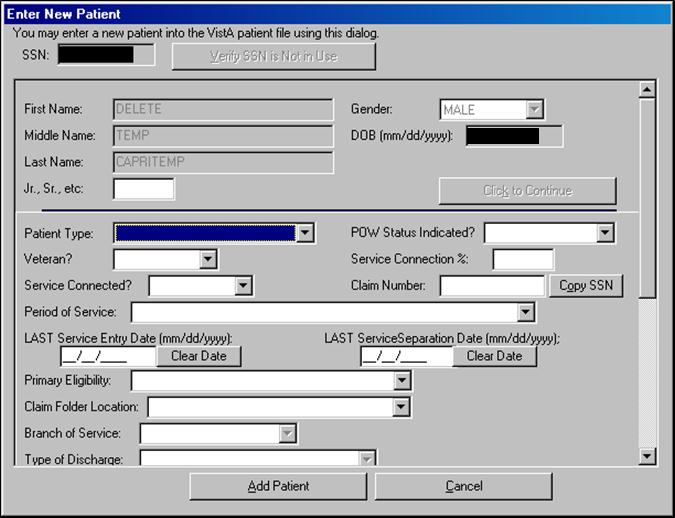 Enter New Patient
You may enter a new patient into the VistA patient file using this dialog.
SSN: Verify SSN is Not in Use
First Name: DELETE Gender: MALE
Middle Name: TEMP DOB (mm/dd/yyyy):
Last Name: CAPRITEMP
Jr., Sr., etc: Click to Continue
Patient Type: POW Status Indicated?
Veteran? Service Connection %:
Service Connected? Claim Number: Copy SSN
Period of Service:
LAST Service Entry Date (mm/dd/yyyy): LAST ServiceSeparation Date (mm/dd/yyyy);
__/__/____ Clear Date __/__/____ Clear Date
Primary Eligibility:
Claim Folder Location:
Branch of Service:
Type of Discharge:
Add Patient Cancel